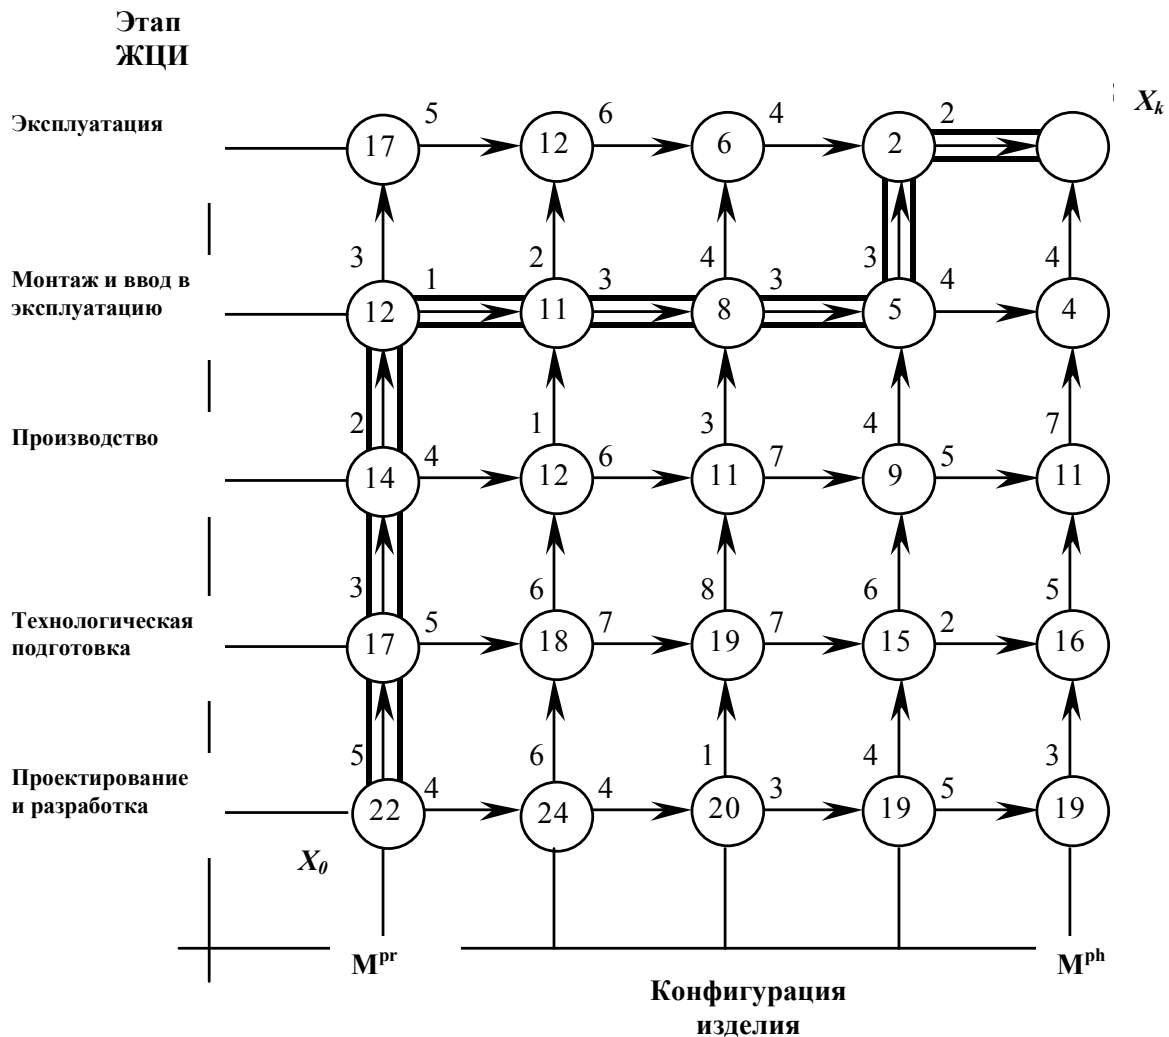 Этап
ЖЦИ
X_k
5 6 4 2
Эксплуатация
17 12 6 2
3 1 2 3 4 3 3 4 4
Монтаж и ввод в
эксплуатацию
12 11 8 5 4
2 4 1 6 3 7 4 5 7
Производство
14 12 11 9 11
3 5 6 7 8 7 6 2 5
Технологическая
подготовка
17 18 19 15 16
5 4 6 4 1 3 4 5 3
Проектирование
и разработка
22 24 20 19 19
X_0
M^pr
M^ph
Конфигурация
изделия